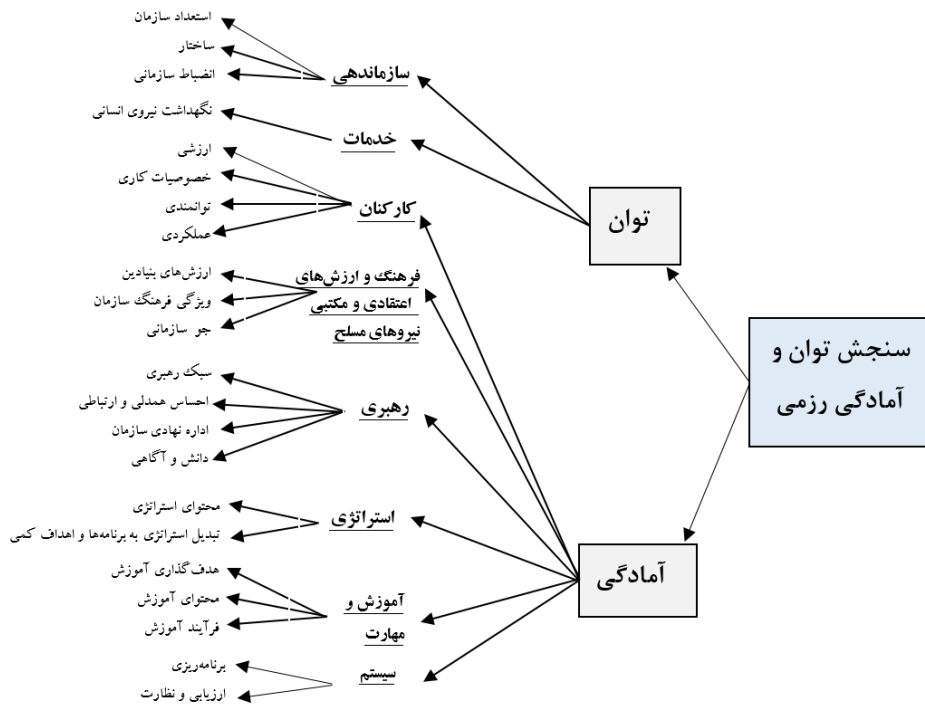 سنجش توان و
آمادگی رزمی
توان
سازماندهی
استعداد سازمان
ساختار
انضباط سازمانی
خدمات
نگهداشت نیروی انسانی
آمادگی
کارکنان
ارزشی
خصوصیات کاری
توانمندی
عملکردی
فرهنگ و ارزش‌های
اعتقادی و مکتبی
نیروهای مسلح
ارزش‌های بنیادین
ویژگی فرهنگ سازمان
جو سازمانی
رهبری
سبک رهبری
احساس همدلی و ارتباطی
اداره نهادی سازمان
دانش و آگاهی
استراتژی
محتوای استراتژی
تبدیل استراتژی به برنامه‌ها و اهداف کمی
آموزش و
مهارت
هدف‌گذاری آموزش
محتوای آموزش
فرآیند آموزش
سیستم
برنامه‌ریزی
ارزیابی و نظارت